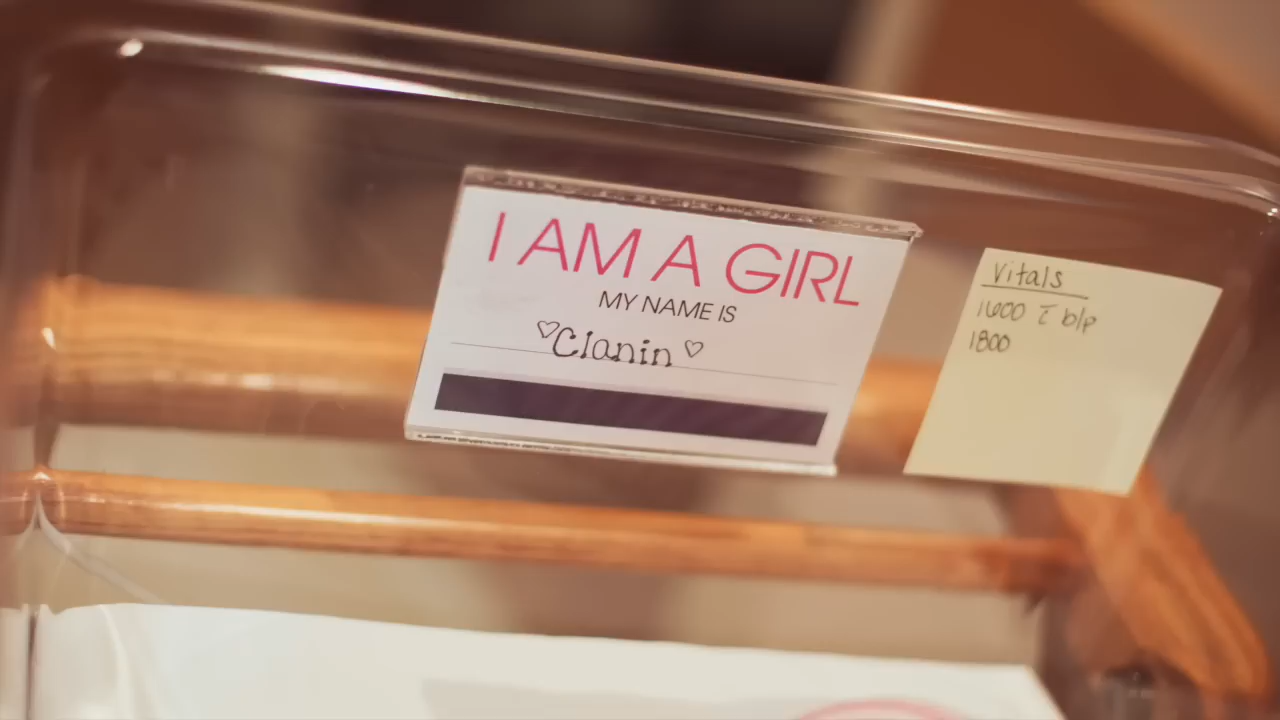 I AM A GIRL
MY NAME IS
♡Clanin♡
Vitals
1600 c̄ b/p
1800